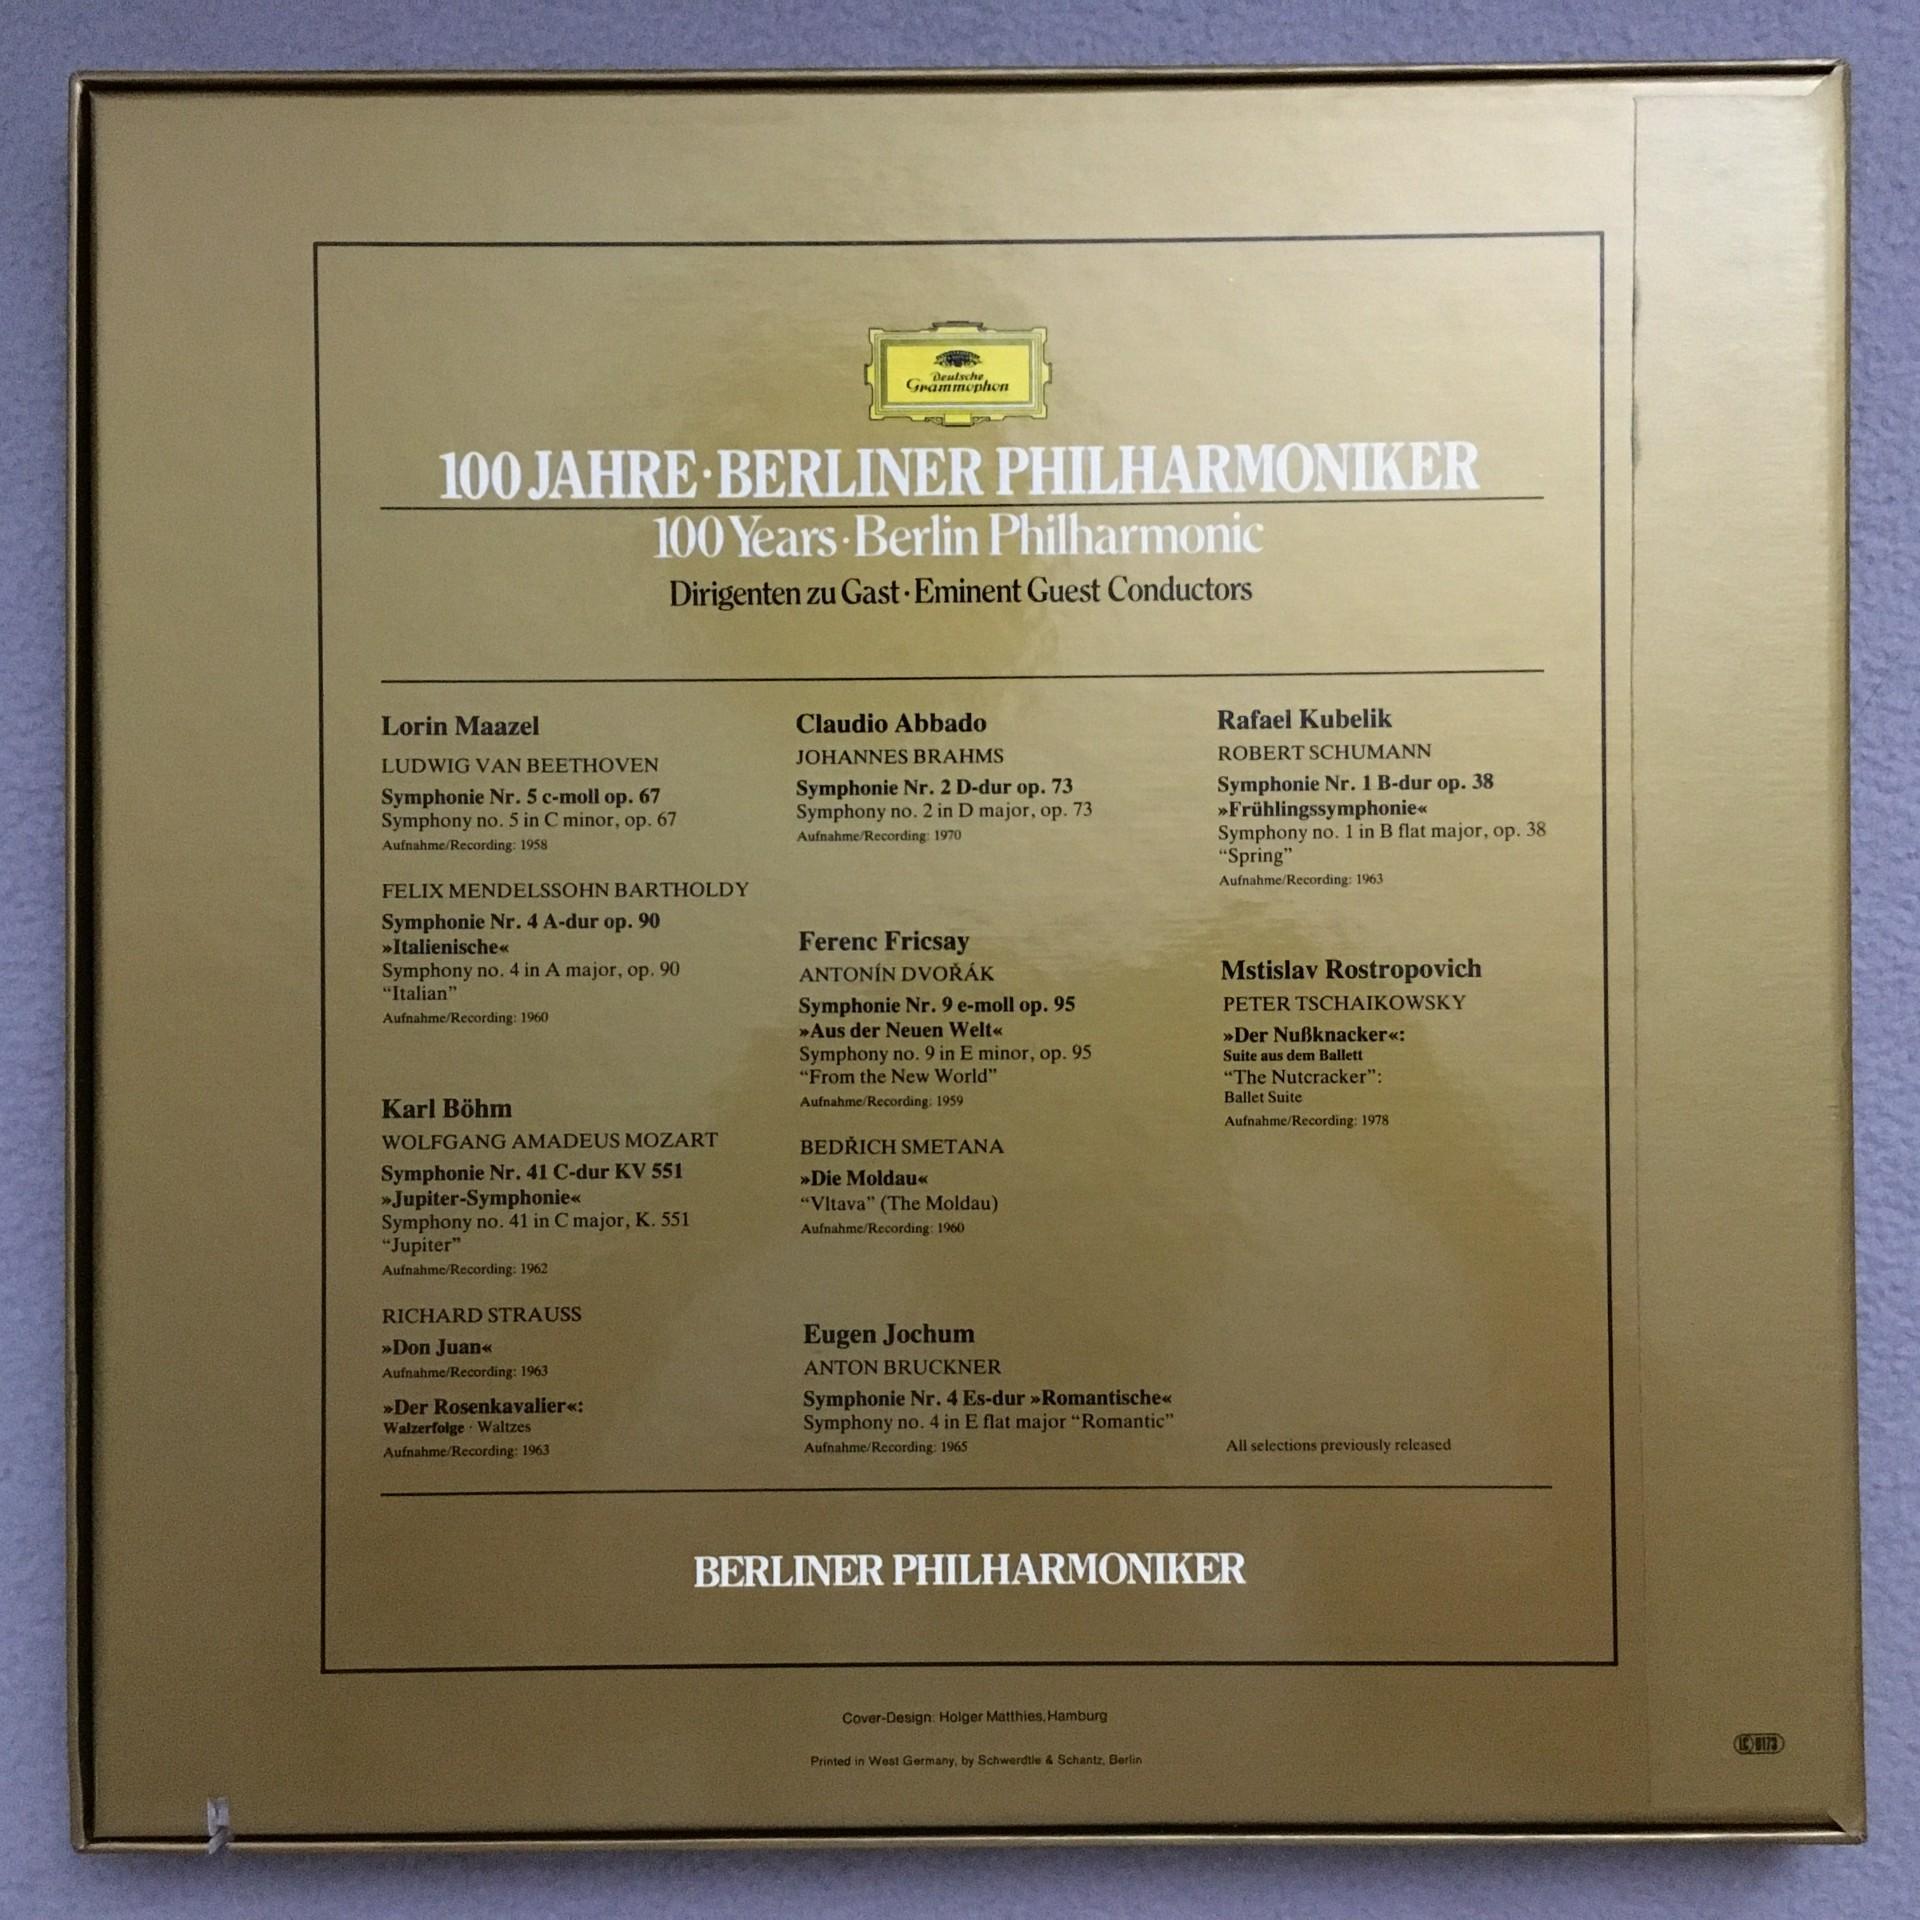 Deutsche
Grammophon
100 JAHRE·BERLINER PHILHARMONIKER
100 Years·Berlin Philharmonic
Dirigenten zu Gast·Eminent Guest Conductors
Lorin Maazel
LUDWIG VAN BEETHOVEN
Symphonie Nr. 5 c-moll op. 67
Symphony no. 5 in C minor, op. 67
Aufnahme/Recording: 1958
FELIX MENDELSSOHN BARTHOLDY
Symphonie Nr. 4 A-dur op. 90
»Italienische«
Symphony no. 4 in A major, op. 90
“Italian”
Aufnahme/Recording: 1960
Karl Böhm
WOLFGANG AMADEUS MOZART
Symphonie Nr. 41 C-dur KV 551
»Jupiter-Symphonie«
Symphony no. 41 in C major, K. 551
“Jupiter”
Aufnahme/Recording: 1962
RICHARD STRAUSS
»Don Juan«
Aufnahme/Recording: 1963
»Der Rosenkavalier«:
Walzerfolge · Waltzes
Aufnahme/Recording: 1963
Claudio Abbado
JOHANNES BRAHMS
Symphonie Nr. 2 D-dur op. 73
Symphony no. 2 in D major, op. 73
Aufnahme/Recording: 1970
Ferenc Fricsay
ANTONÍN DVOŘÁK
Symphonie Nr. 9 e-moll op. 95
»Aus der Neuen Welt«
Symphony no. 9 in E minor, op. 95
“From the New World”
Aufnahme/Recording: 1959
BEDŘICH SMETANA
»Die Moldau«
“Vltava” (The Moldau)
Aufnahme/Recording: 1960
Eugen Jochum
ANTON BRUCKNER
Symphonie Nr. 4 Es-dur »Romantische«
Symphony no. 4 in E flat major “Romantic”
Aufnahme/Recording: 1965
Rafael Kubelik
ROBERT SCHUMANN
Symphonie Nr. 1 B-dur op. 38
»Frühlingssymphonie«
Symphony no. 1 in B flat major, op. 38
“Spring”
Aufnahme/Recording: 1963
Mstislav Rostropovich
PETER TSCHAIKOWSKY
»Der Nußknacker«:
Suite aus dem Ballett
“The Nutcracker”:
Ballet Suite
Aufnahme/Recording: 1978
All selections previously released
BERLINER PHILHARMONIKER
Cover-Design: Holger Matthies, Hamburg
Printed in West Germany, by Schwerdtle & Schantz, Berlin
LC 0173